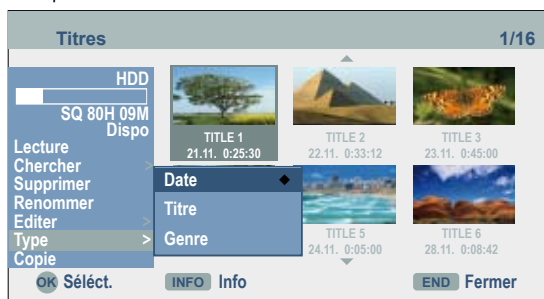 Titres
1/16
HDD
SQ 80H 09M
Dispo
Lecture
Chercher >
Supprimer
Renommer
Editer >
Type >
Copie
TITLE 1
21.11. 0:25:30
TITLE 2
22.11. 0:33:12
TITLE 3
23.11. 0:45:00
Date
Titre
Genre
TITLE 5
24.11. 0:05:00
TITLE 6
28.11. 0:08:42
OK Séléct.
INFO Info
END Fermer